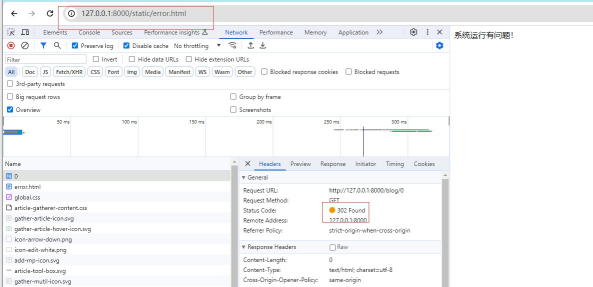 127.0.0.1:8000/static/error.html
Elements Console Sources Performance insights Network Performance Memory Application
系统运行有问题!
Preserve log Disable cache No throttling
Filter Invert Hide data URLs Hide extension URLs
All Doc JS Fetch/XHR CSS Font Img Media Manifest WS Wasm Other Blocked response cookies Blocked requests
3rd-party requests
Big request rows Group by frame
Overview Screenshots
50 ms 100 ms 150 ms 200 ms 250 ms 300 ms
Name Headers Preview Response Initiator Timing Cookies
0
error.html
global.css
article-gatherer-content.css
gather-article-icon.svg
gather-article-hover-icon.svg
icon-arrow-down.png
icon-edit-white.png
add-mp-icon.svg
article-tool-box.svg
gather-mutil-icon.svg
General
Request URL: http://127.0.0.1:8000/blog/0
Request Method: GET
Status Code: 302 Found
Remote Address: 127.0.0.1:8000
Referrer Policy: strict-origin-when-cross-origin
Response Headers Raw
Content-Length: 0
Content-Type: text/html; charset=utf-8
Cross-Origin-Opener-Policy: same-origin